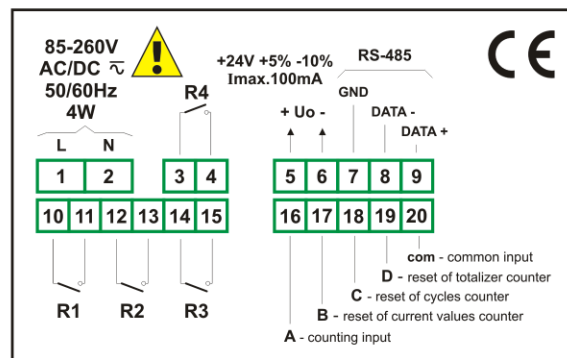 85-260V
AC/DC ⎓∼
50/60Hz
4W
L N
+24V +5% -10%
Imax.100mA
RS-485
CE
R4
GND
+ Uo -
DATA -
DATA +
1 2 3 4 5 6 7 8 9
10 11 12 13 14 15 16 17 18 19 20
R1 R2 R3
com - common input
D - reset of totalizer counter
C - reset of cycles counter
B - reset of current values counter
A - counting input